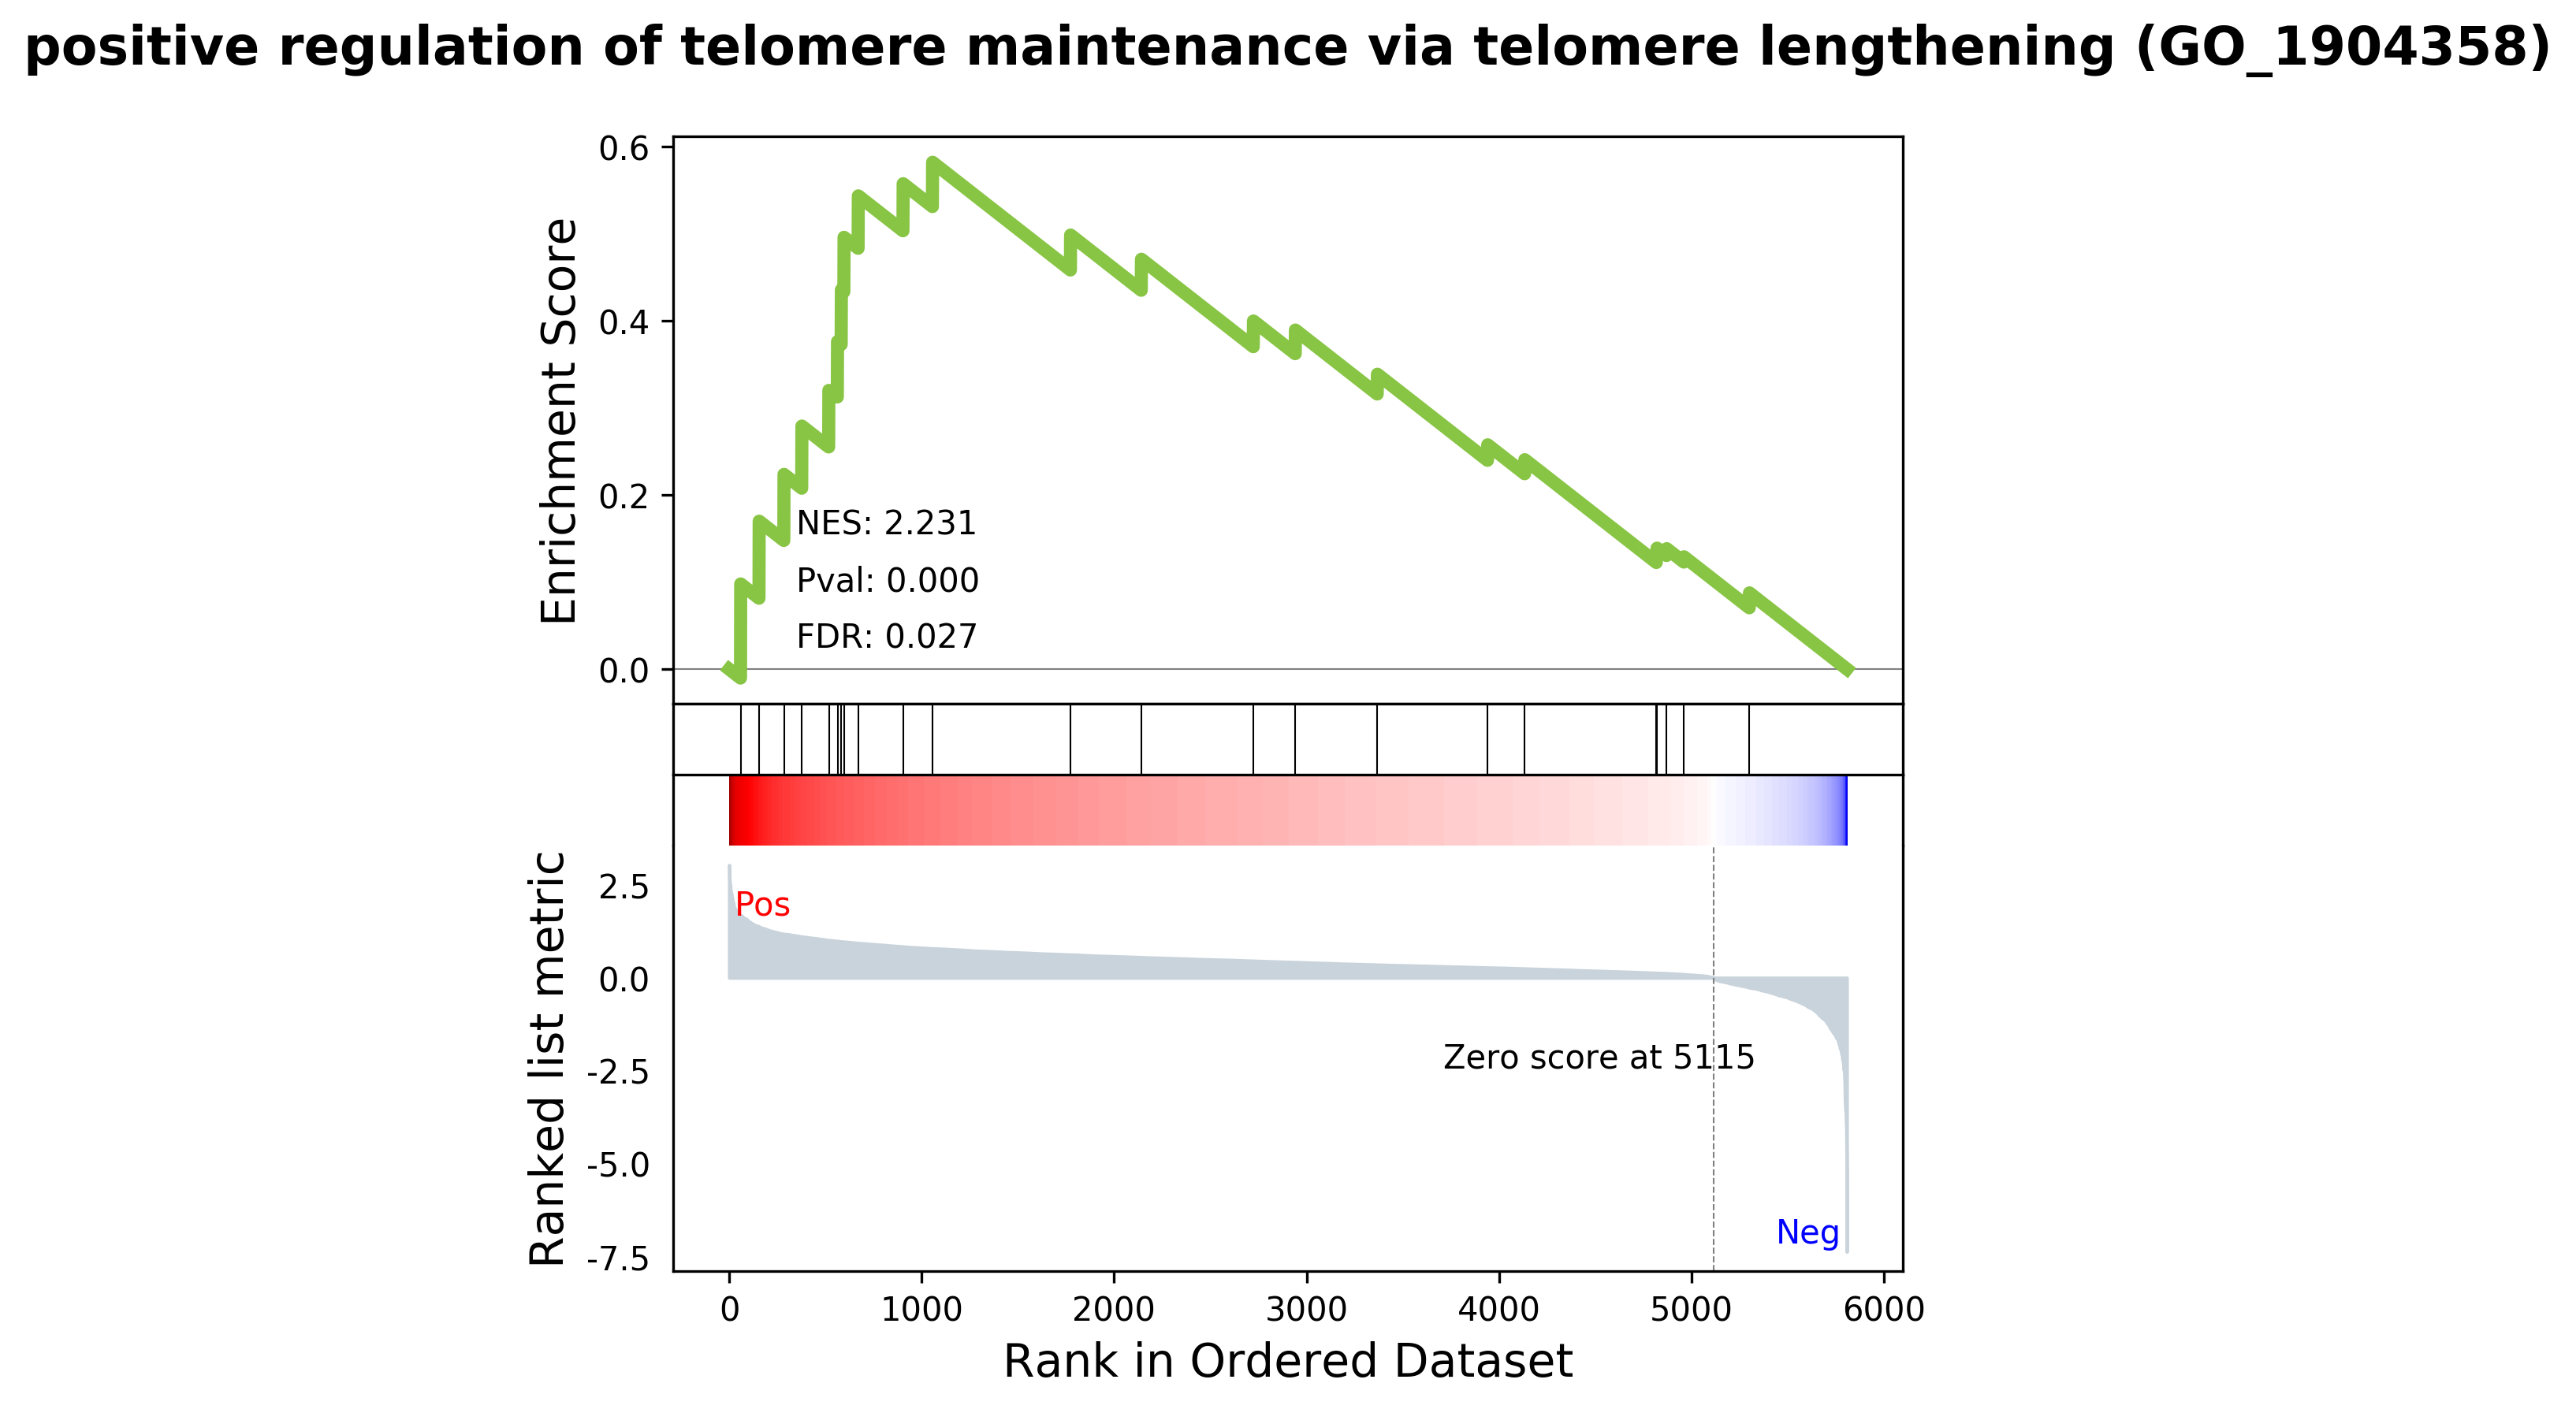 positive regulation of telomere maintenance via telomere lengthening (GO_1904358)
Enrichment Score
0.6
0.4
0.2
0.0
NES: 2.231
Pval: 0.000
FDR: 0.027
Ranked list metric
2.5
0.0
-2.5
-5.0
-7.5
Pos
Zero score at 5115
Neg
0 1000 2000 3000 4000 5000 6000
Rank in Ordered Dataset